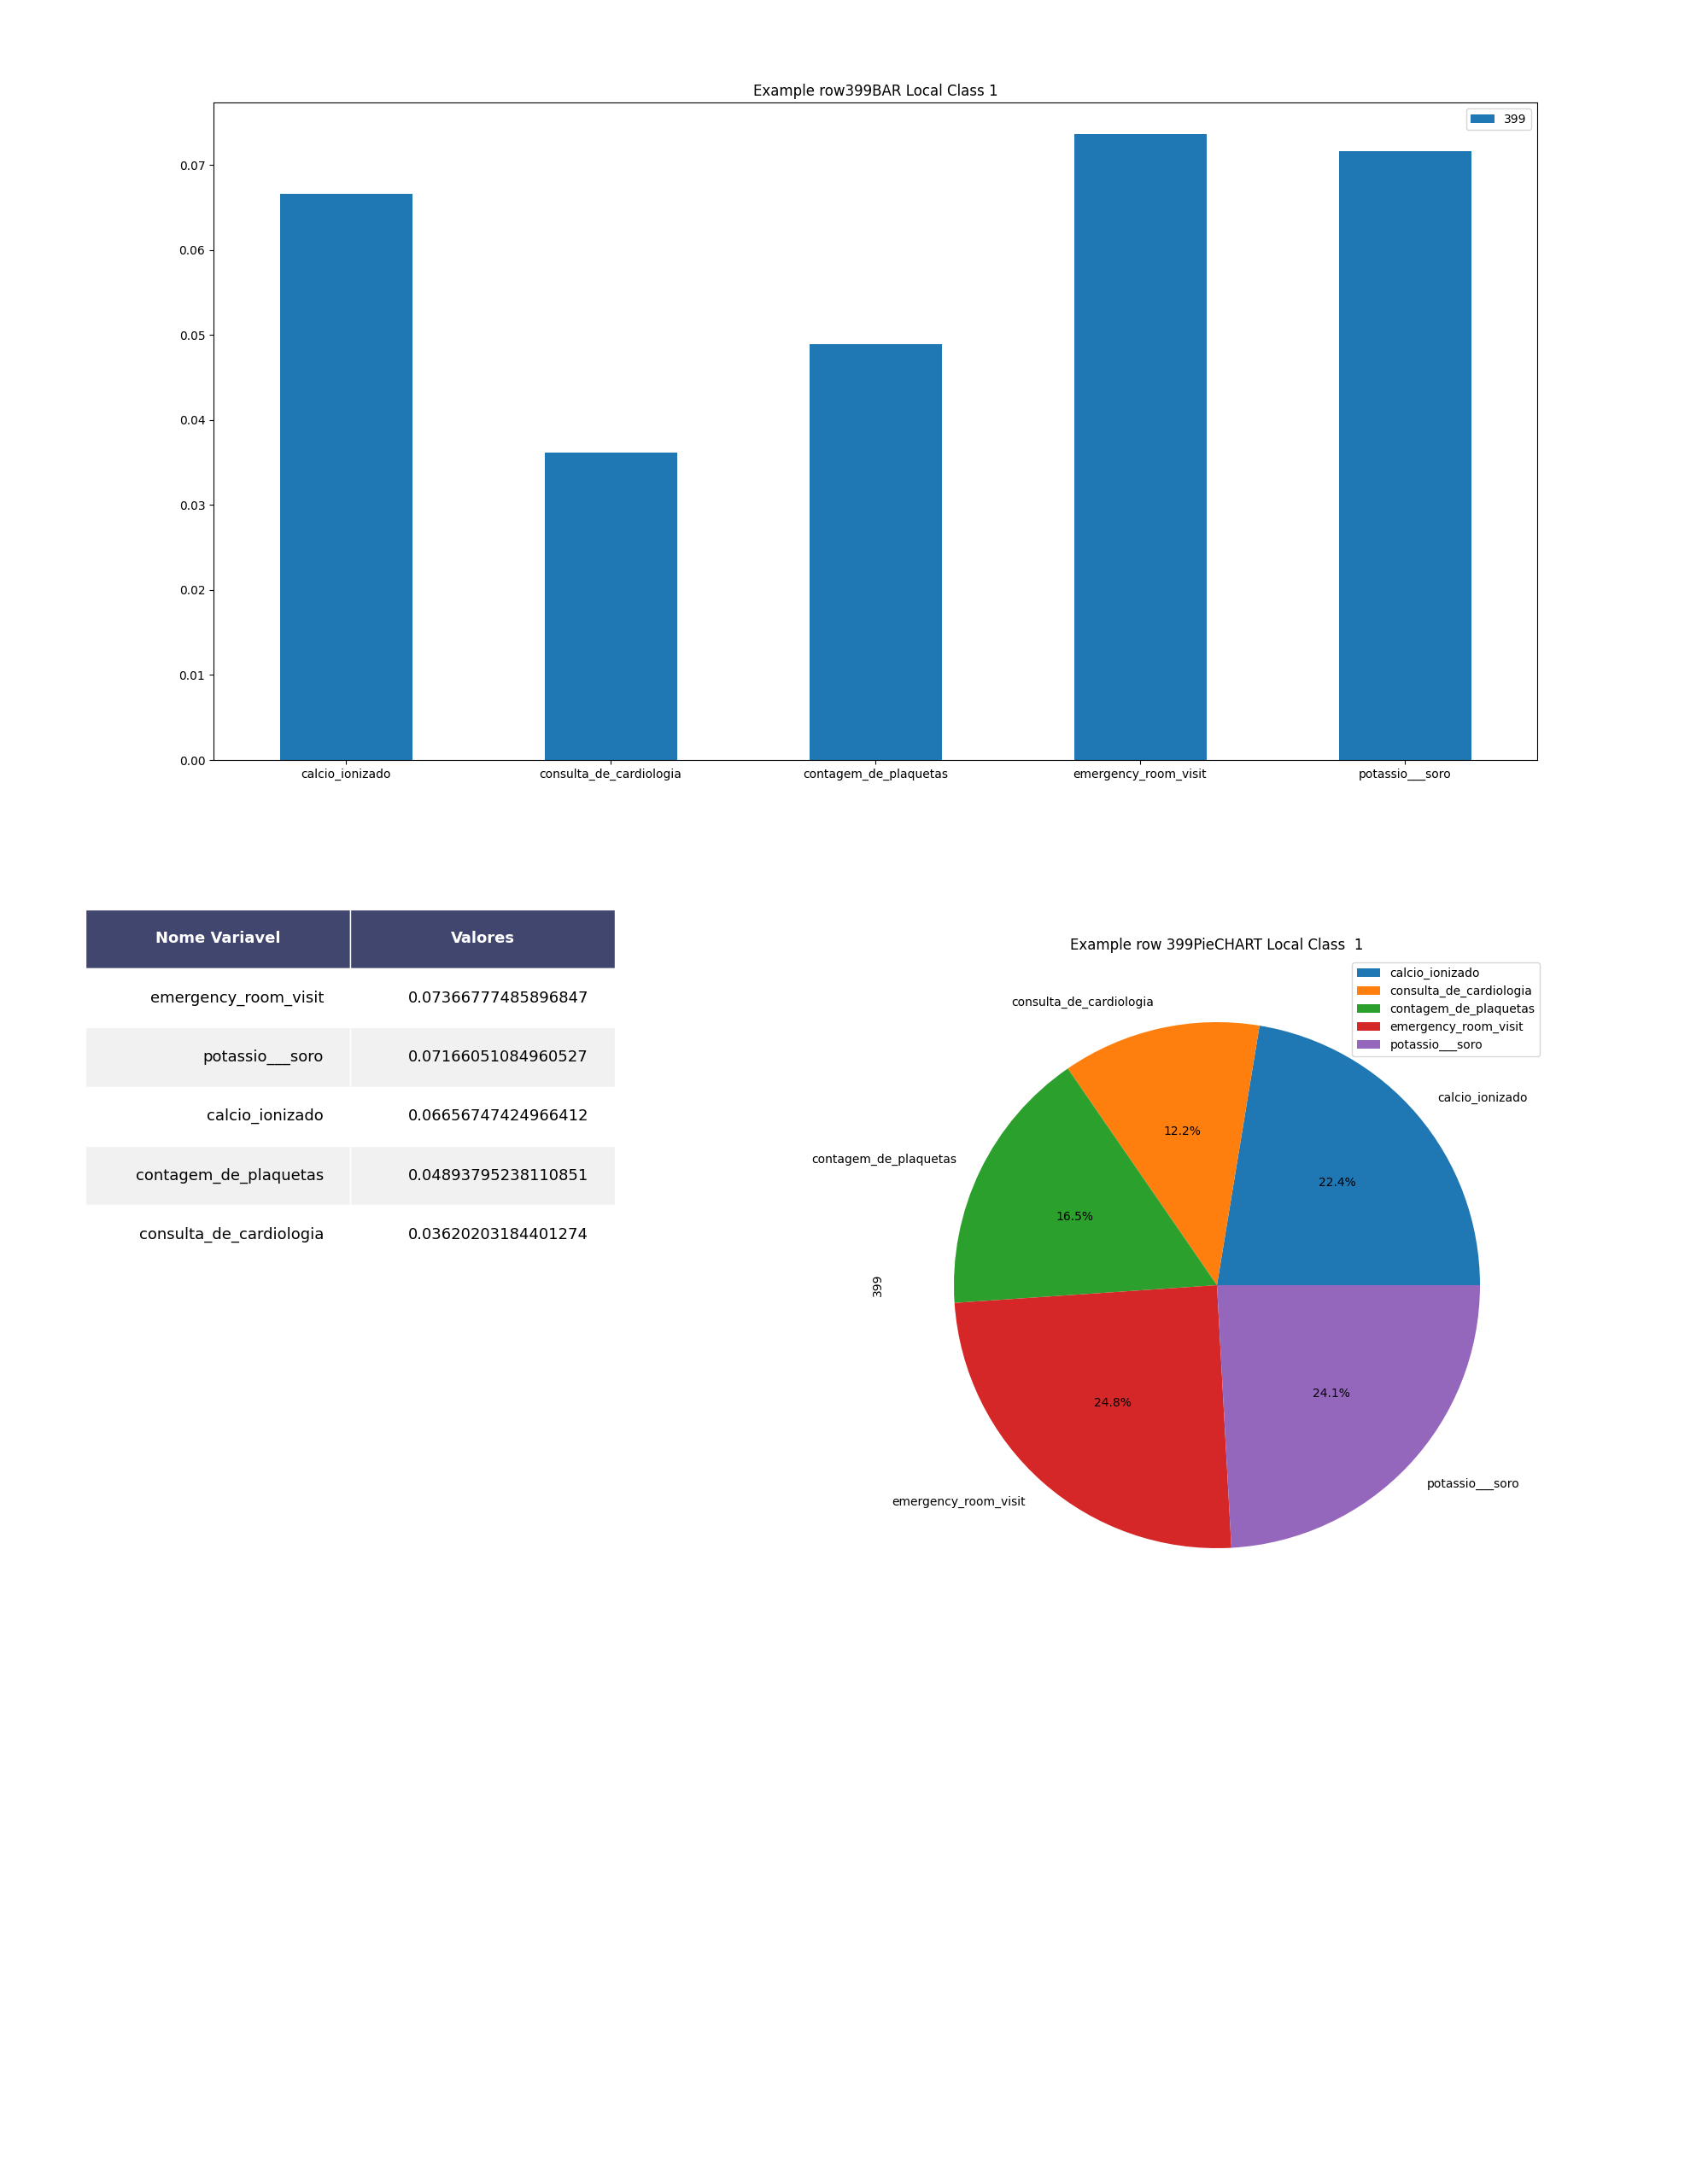 Example row399BAR Local Class 1
399
0.07
0.06
0.05
0.04
0.03
0.02
0.01
0.00
calcio_ionizado consulta_de_cardiologia contagem_de_plaquetas emergency_room_visit potassio___soro
Nome Variavel Valores
emergency_room_visit 0.07366777485896847
potassio___soro 0.07166051084960527
calcio_ionizado 0.06656747424966412
contagem_de_plaquetas 0.04893795238110851
consulta_de_cardiologia 0.03620203184401274
Example row 399PieCHART Local Class  1
calcio_ionizado
consulta_de_cardiologia
contagem_de_plaquetas
emergency_room_visit
potassio___soro
consulta_de_cardiologia
calcio_ionizado
12.2%
contagem_de_plaquetas
22.4%
16.5%
399
24.1%
24.8%
potassio___soro
emergency_room_visit